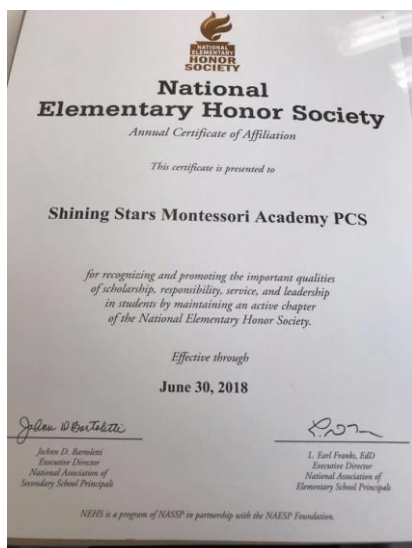 NATIONAL
ELEMENTARY
HONOR
SOCIETY
National
Elementary Honor Society
Annual Certificate of Affiliation
This certificate is presented to
Shining Stars Montessori Academy PCS
for recognizing and promoting the important qualities
of scholarship, responsibility, service, and leadership
in students by maintaining an active chapter
of the National Elementary Honor Society.
Effective through
June 30, 2018
JoAnn D Bartoletti
JoAnn D. Bartoletti
Executive Director
National Association of
Secondary School Principals
L. Earl Franks, EdD
Executive Director
National Association of
Elementary School Principals
NEHS is a program of NASSP in partnership with the NAESP Foundation.